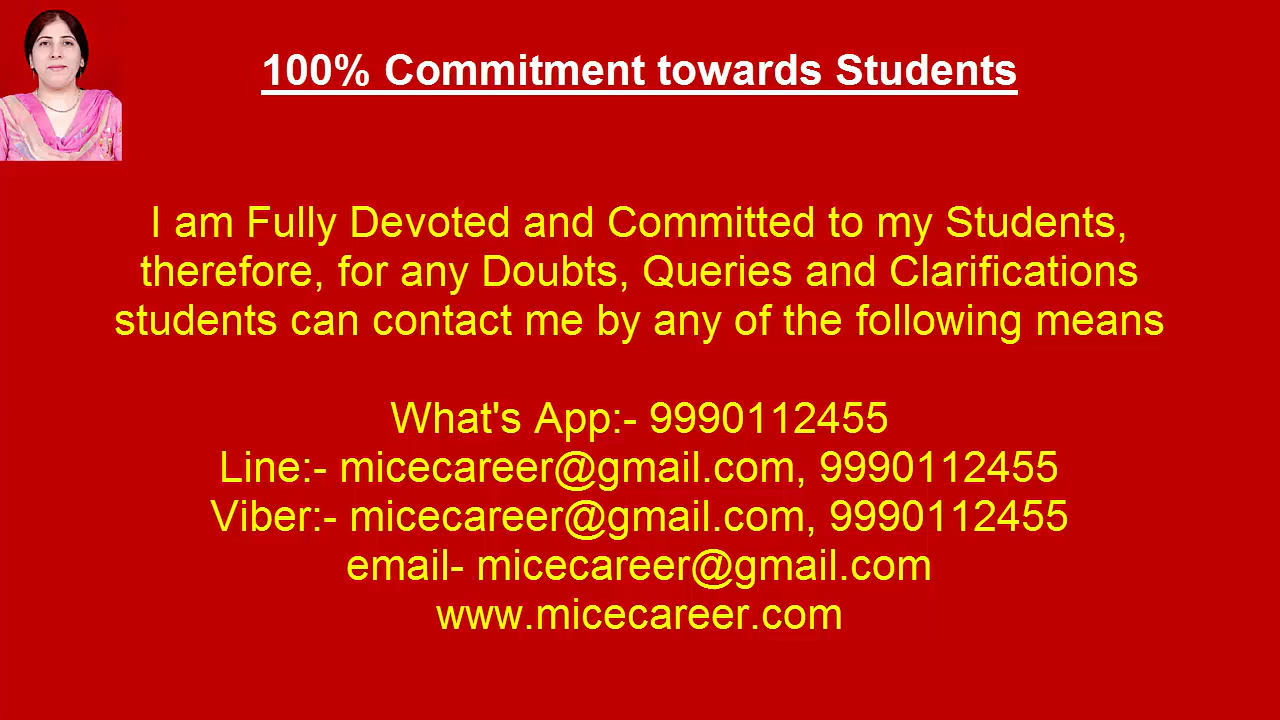 100% Commitment towards Students
I am Fully Devoted and Committed to my Students,
therefore, for any Doubts, Queries and Clarifications
students can contact me by any of the following means
What's App:- 9990112455
Line:- micecareer@gmail.com, 9990112455
Viber:- micecareer@gmail.com, 9990112455
email- micecareer@gmail.com
www.micecareer.com